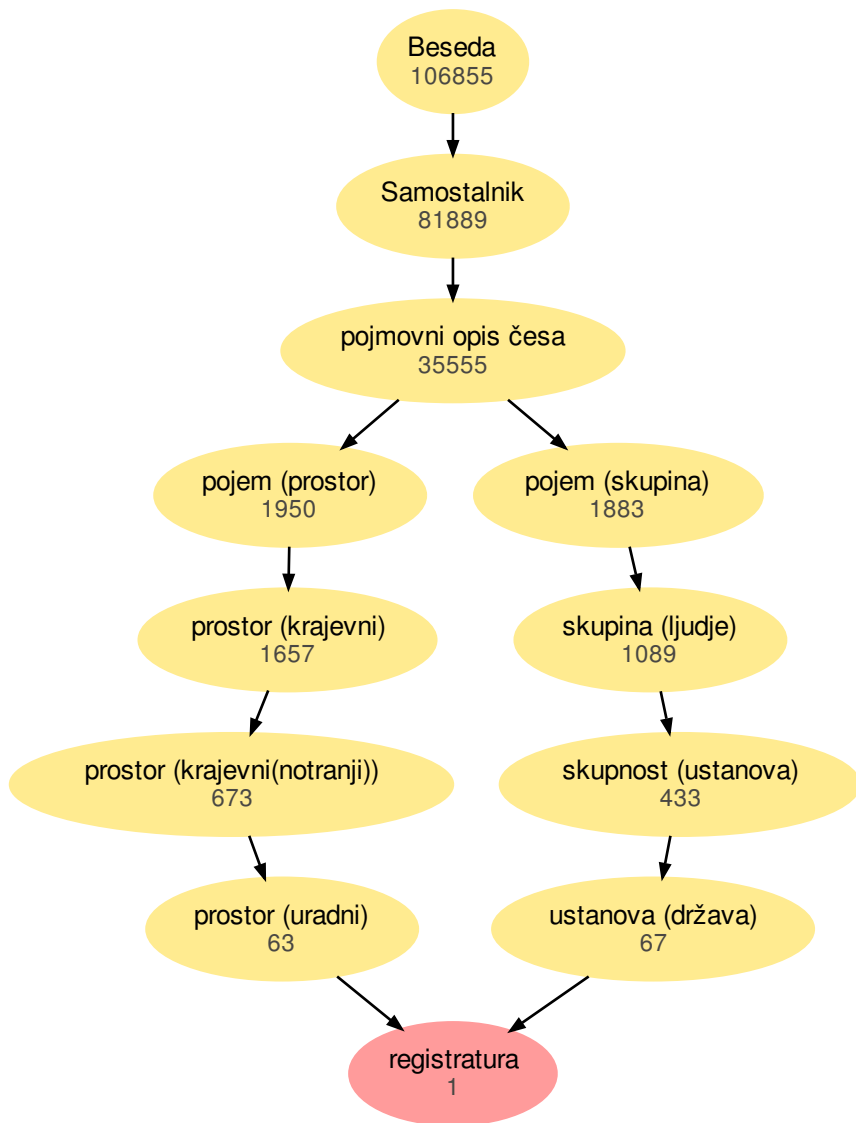 Beseda
106855
Samostalnik
81889
pojmovni opis česa
35555
pojem (prostor)
1950
pojem (skupina)
1883
prostor (krajevni)
1657
skupina (ljudje)
1089
prostor (krajevni(notranji))
673
skupnost (ustanova)
433
prostor (uradni)
63
ustanova (država)
67
registratura
1